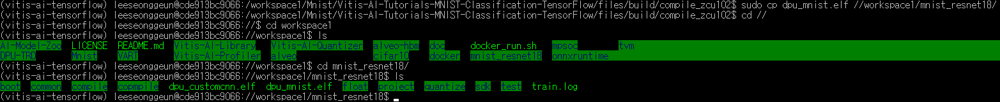 (vitis-ai-tensorflow) leeseonggeun@cde913bc9066:/workspace1/Mnist/Vitis-AI-Tutorials-MNIST-Classification-TensorFlow/files/build/compile_zcu102$ sudo cp dpu_mnist.elf //workspace1/mnist_resnet18/
(vitis-ai-tensorflow) leeseonggeun@cde913bc9066:/workspace1/Mnist/Vitis-AI-Tutorials-MNIST-Classification-TensorFlow/files/build/compile_zcu102$ cd //
(vitis-ai-tensorflow) leeseonggeun@cde913bc9066://$ cd workspace1
(vitis-ai-tensorflow) leeseonggeun@cde913bc9066://workspace1$ ls
AI-Model-Zoo LICENSE README.md Vitis-AI-Library Vitis-AI-Quantizer alveo-hbm doc docker_run.sh mpsoc tvm
DPU-TRD Mnist VART Vitis-AI-Profiler alveo cifar10 docker mnist_resnet18 onnxruntime
(vitis-ai-tensorflow) leeseonggeun@cde913bc9066://workspace1$ cd mnist_resnet18/
(vitis-ai-tensorflow) leeseonggeun@cde913bc9066://workspace1/mnist_resnet18$ ls
boot common compile copmpile dpu_customcnn.elf dpu_mnist.elf float project quantize sdk test train.log
(vitis-ai-tensorflow) leeseonggeun@cde913bc9066://workspace1/mnist_resnet18$